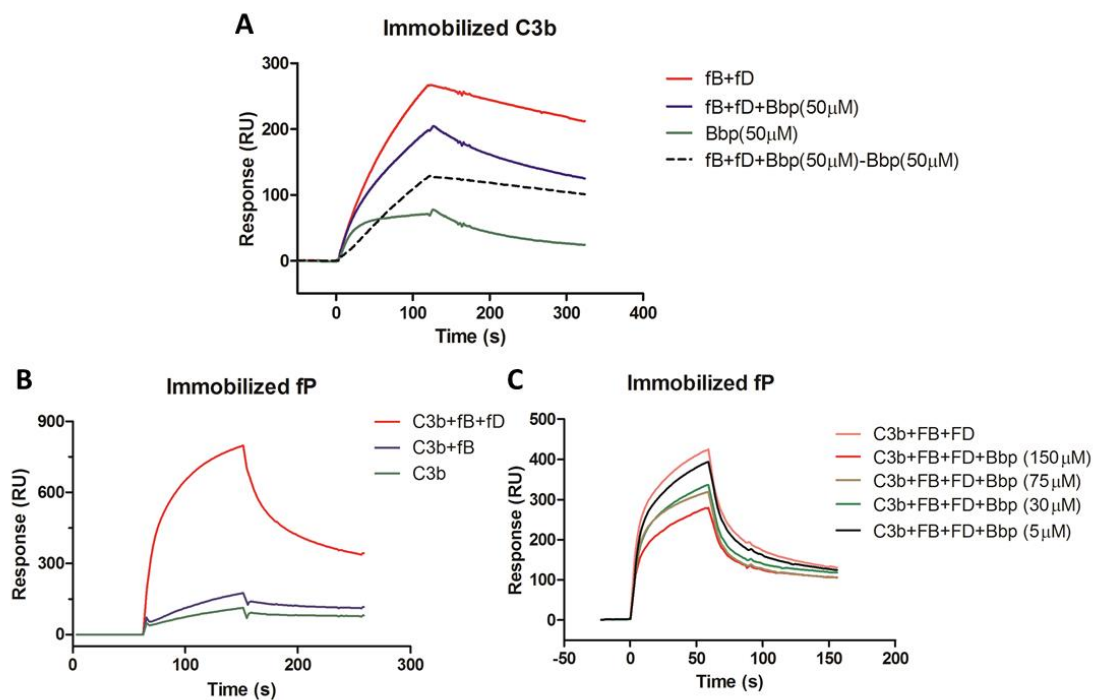 A
Immobilized C3b
300
200
100
0
Response (RU)
0 100 200 300 400
Time (s)
fB+fD
fB+fD+Bbp(50μM)
Bbp(50μM)
fB+fD+Bbp(50μM)-Bbp(50μM)
B
Immobilized fP
900
600
300
0
Response (RU)
0 100 200 300
Time (s)
C3b+fB+fD
C3b+fB
C3b
C
Immobilized fP
500
400
300
200
100
0
Response (RU)
-50 0 50 100 150 200
Time (s)
C3b+FB+FD
C3b+FB+FD+Bbp (150μM)
C3b+FB+FD+Bbp (75μM)
C3b+FB+FD+Bbp (30μM)
C3b+FB+FD+Bbp (5μM)